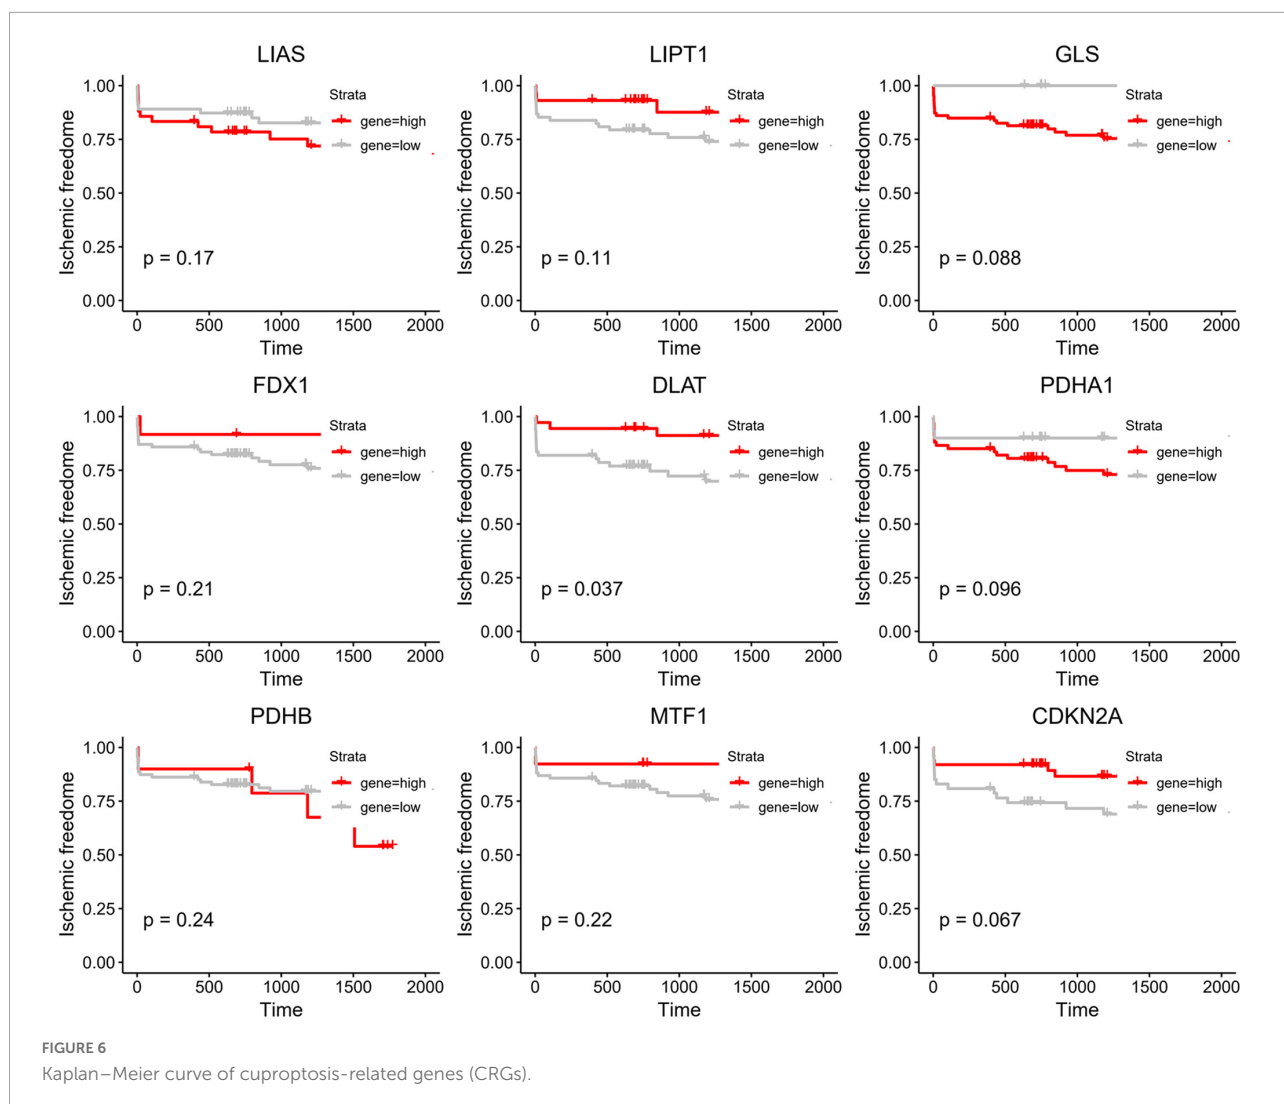 LIAS
1.00
0.75
0.50
0.25
0.00
Ischemic freedome
Strata
gene=high
gene=low
p = 0.17
0 500 1000 1500 2000
Time
LIPT1
1.00
0.75
0.50
0.25
0.00
Ischemic freedome
Strata
gene=high
gene=low
p = 0.11
0 500 1000 1500 2000
Time
GLS
1.00
0.75
0.50
0.25
0.00
Ischemic freedome
Strata
gene=high
gene=low
p = 0.088
0 500 1000 1500 2000
Time
FDX1
1.00
0.75
0.50
0.25
0.00
Ischemic freedome
Strata
gene=high
gene=low
p = 0.21
0 500 1000 1500 2000
Time
DLAT
1.00
0.75
0.50
0.25
0.00
Ischemic freedome
Strata
gene=high
gene=low
p = 0.037
0 500 1000 1500 2000
Time
PDHA1
1.00
0.75
0.50
0.25
0.00
Ischemic freedome
Strata
gene=high
gene=low
p = 0.096
0 500 1000 1500 2000
Time
PDHB
1.00
0.75
0.50
0.25
0.00
Ischemic freedome
Strata
gene=high
gene=low
p = 0.24
0 500 1000 1500 2000
Time
MTF1
1.00
0.75
0.50
0.25
0.00
Ischemic freedome
Strata
gene=high
gene=low
p = 0.22
0 500 1000 1500 2000
Time
CDKN2A
1.00
0.75
0.50
0.25
0.00
Ischemic freedome
Strata
gene=high
gene=low
p = 0.067
0 500 1000 1500 2000
Time
FIGURE 6
Kaplan–Meier curve of cuproptosis-related genes (CRGs).